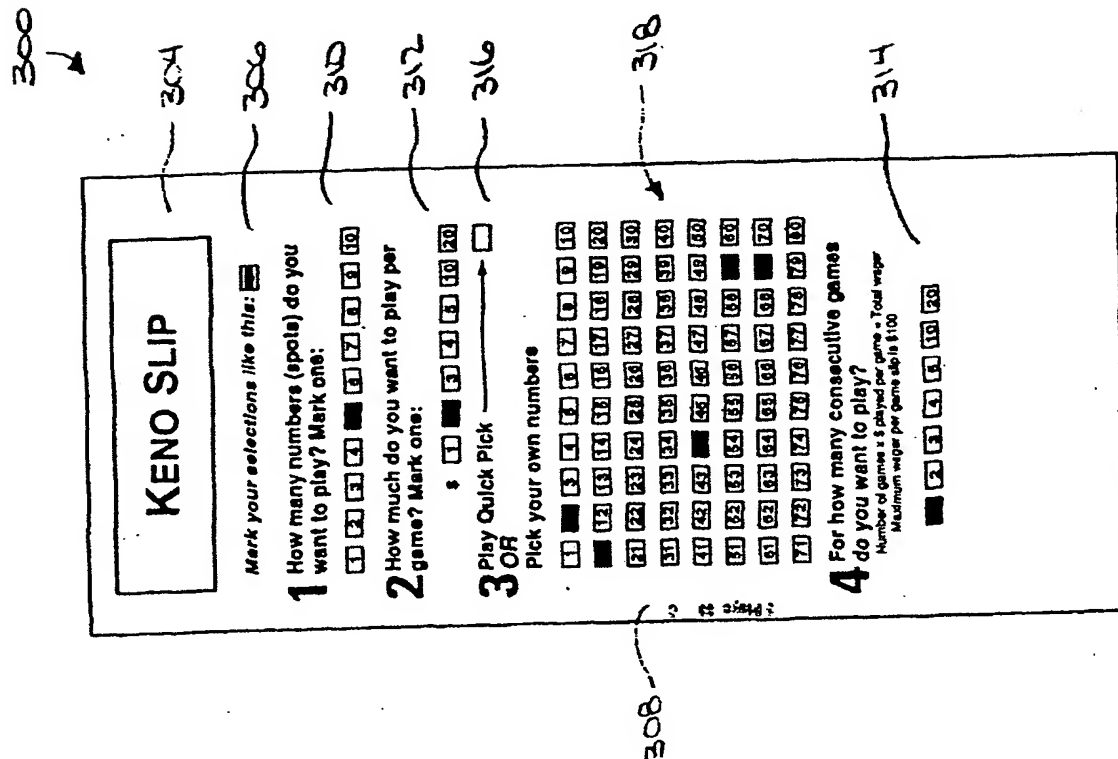 300
304
KENO SLIP
306
Mark your selections like this:
310
1 How many numbers (spots) do you
want to play? Mark one:
1 2 3 4 6 7 8 9 10
312
2 How much do you want to play per
game? Mark one:
$ 1 3 4 5 10 20
316
3 Play Quick Pick
OR
Pick your own numbers
318
308
1 3 4 5 6 7 8 9 10
12 13 14 15 16 17 18 19 20
21 22 23 24 25 26 27 28 29 30
31 32 33 34 35 36 37 38 39 40
41 42 43 45 46 47 48 49 50
51 52 53 54 55 56 57 58 60
61 62 63 64 65 66 67 68 70
71 72 73 74 75 76 77 78 79 80
4 For how many consecutive games
do you want to play?
Number of games x $ played per game = Total wager
Maximum wager per game slip is $100
314
2 3 4 5 10 20